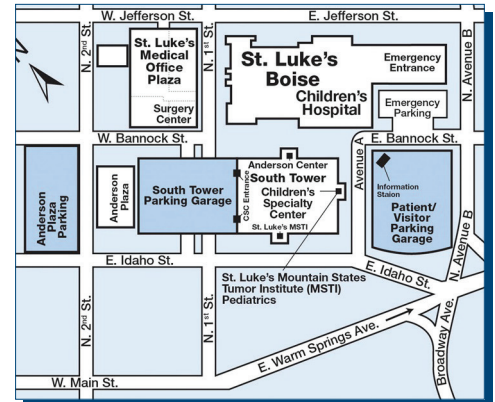 W. Jefferson St.
E. Jefferson St.
N. 2nd St.
N. 1st St.
N. Avenue B
St. Luke's
Medical
Office
Plaza
Surgery
Center
St. Luke's
Boise
Children's
Hospital
Emergency
Entrance
Emergency
Parking
W. Bannock St.
E. Bannock St.
Avenue A
Anderson
Plaza
Parking
Anderson
Plaza
South Tower
Parking Garage
CSC Entrance
Anderson Center
South Tower
Children's
Specialty
Center
St. Luke's MSTI
Information
Staion
Patient/
Visitor
Parking
Garage
N. Avenue B
E. Idaho St.
E. Idaho St.
St. Luke's Mountain States
Tumor Institute (MSTI)
Pediatrics
N. 2nd St.
N. 1st St.
E. Warm Springs Ave.
Broadway Ave.
W. Main St.